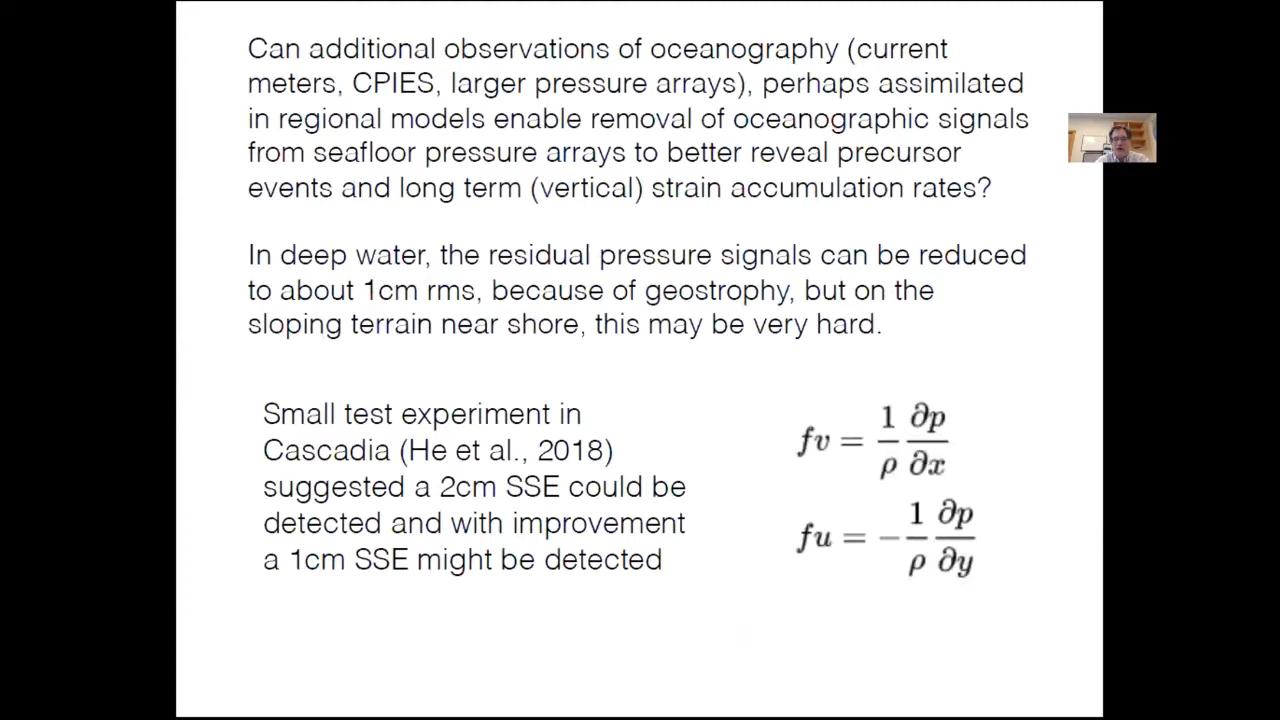 Can additional observations of oceanography (current
meters, CPIES, larger pressure arrays), perhaps assimilated
in regional models enable removal of oceanographic signals
from seafloor pressure arrays to better reveal precursor
events and long term (vertical) strain accumulation rates?
In deep water, the residual pressure signals can be reduced
to about 1cm rms, because of geostrophy, but on the
sloping terrain near shore, this may be very hard.
Small test experiment in
Cascadia (He et al., 2018)
suggested a 2cm SSE could be
detected and with improvement
a 1cm SSE might be detected
fv = 1/ρ ∂p/∂x
fu = − 1/ρ ∂p/∂y